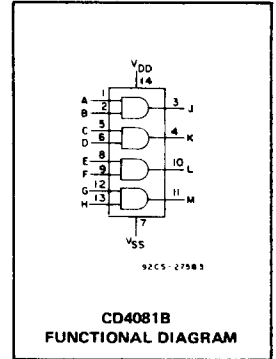 VDD
14
A 1
B 2
3 J
C 5
D 6
4 K
E 8
F 9
10 L
G 12
H 13
11 M
7
VSS
92CS-27583
CD4081B
FUNCTIONAL DIAGRAM